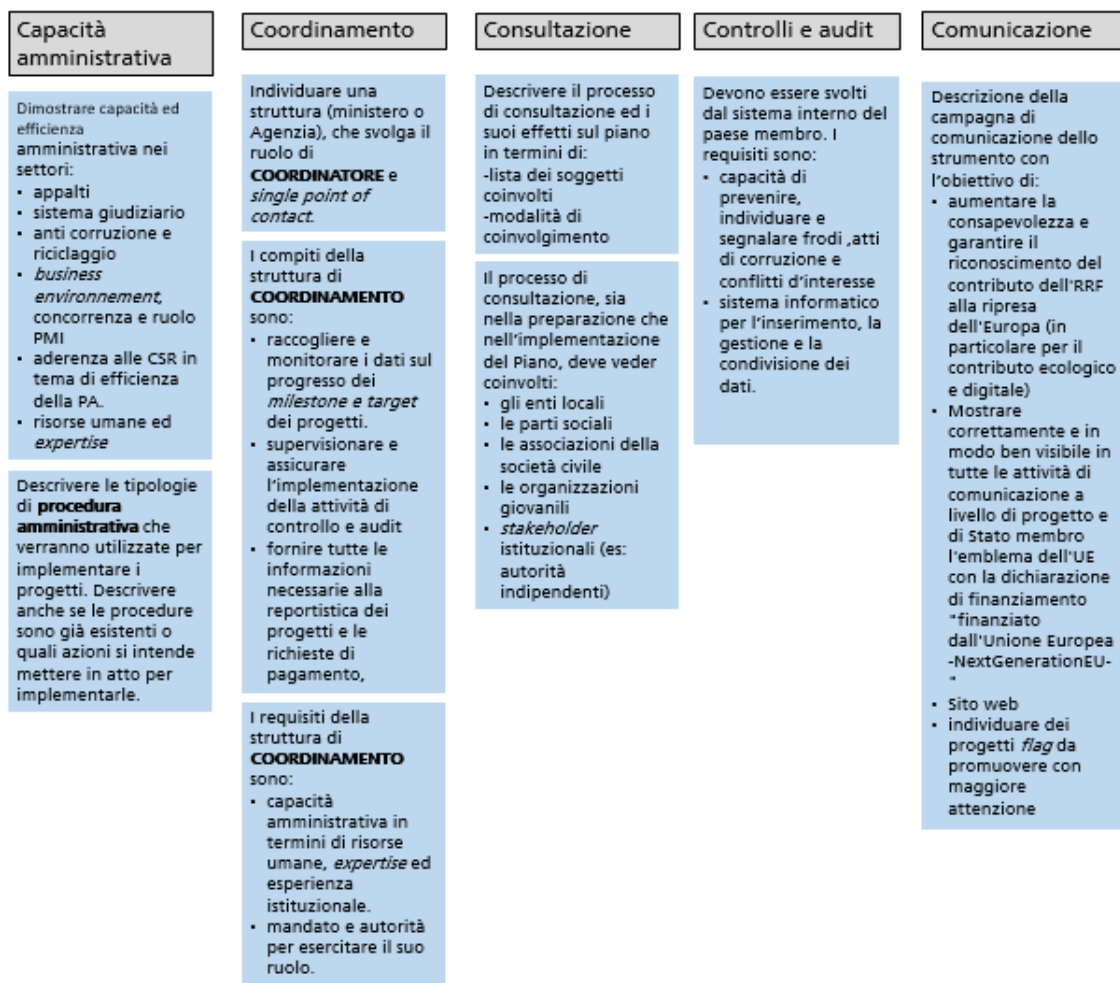 Capacità
amministrativa
Dimostrare capacità ed
efficienza
amministrativa nei
settori:
• appalti
• sistema giudiziario
• anti corruzione e
riciclaggio
• business
environnement,
concorrenza e ruolo
PMI
• aderenza alle CSR in
tema di efficienza
della PA.
• risorse umane ed
expertise
Descrivere le tipologie
di procedura
amministrativa che
verranno utilizzate per
implementare i
progetti. Descrivere
anche se le procedure
sono già esistenti o
quali azioni si intende
mettere in atto per
implementarle.
Coordinamento
Individuare una
struttura (ministero o
Agenzia), che svolga il
ruolo di
COORDINATORE e
single point of
contact.
I compiti della
struttura di
COORDINAMENTO
sono:
• raccogliere e
monitorare i dati sul
progresso dei
milestone e target
dei progetti.
• supervisionare e
assicurare
l'implementazione
della attività di
controllo e audit
• fornire tutte le
informazioni
necessarie alla
reportistica dei
progetti e le
richieste di
pagamento,
I requisiti della
struttura di
COORDINAMENTO
sono:
• capacità
amministrativa in
termini di risorse
umane, expertise ed
esperienza
istituzionale.
• mandato e autorità
per esercitare il suo
ruolo.
Consultazione
Descrivere il processo
di consultazione ed i
suoi effetti sul piano
in termini di:
-lista dei soggetti
coinvolti
-modalità di
coinvolgimento
Il processo di
consultazione, sia
nella preparazione che
nell'implementazione
del Piano, deve veder
coinvolti:
• gli enti locali
• le parti sociali
• le associazioni della
società civile
• le organizzazioni
giovanili
• stakeholder
istituzionali (es:
autorità
indipendenti)
Controlli e audit
Devono essere svolti
dal sistema interno del
paese membro. I
requisiti sono:
• capacità di
prevenire,
individuare e
segnalare frodi ,atti
di corruzione e
conflitti d'interesse
• sistema informatico
per l'inserimento, la
gestione e la
condivisione dei
dati.
Comunicazione
Descrizione della
campagna di
comunicazione dello
strumento con
l'obiettivo di:
• aumentare la
consapevolezza e
garantire il
riconoscimento del
contributo dell'RRF
alla ripresa
dell'Europa (in
particolare per il
contributo ecologico
e digitale)
• Mostrare
correttamente e in
modo ben visibile in
tutte le attività di
comunicazione a
livello di progetto e
di Stato membro
l'emblema dell'UE
con la dichiarazione
di finanziamento
"finanziato
dall'Unione Europea
-NextGenerationEU-
"
• Sito web
• individuare dei
progetti flag da
promuovere con
maggiore
attenzione